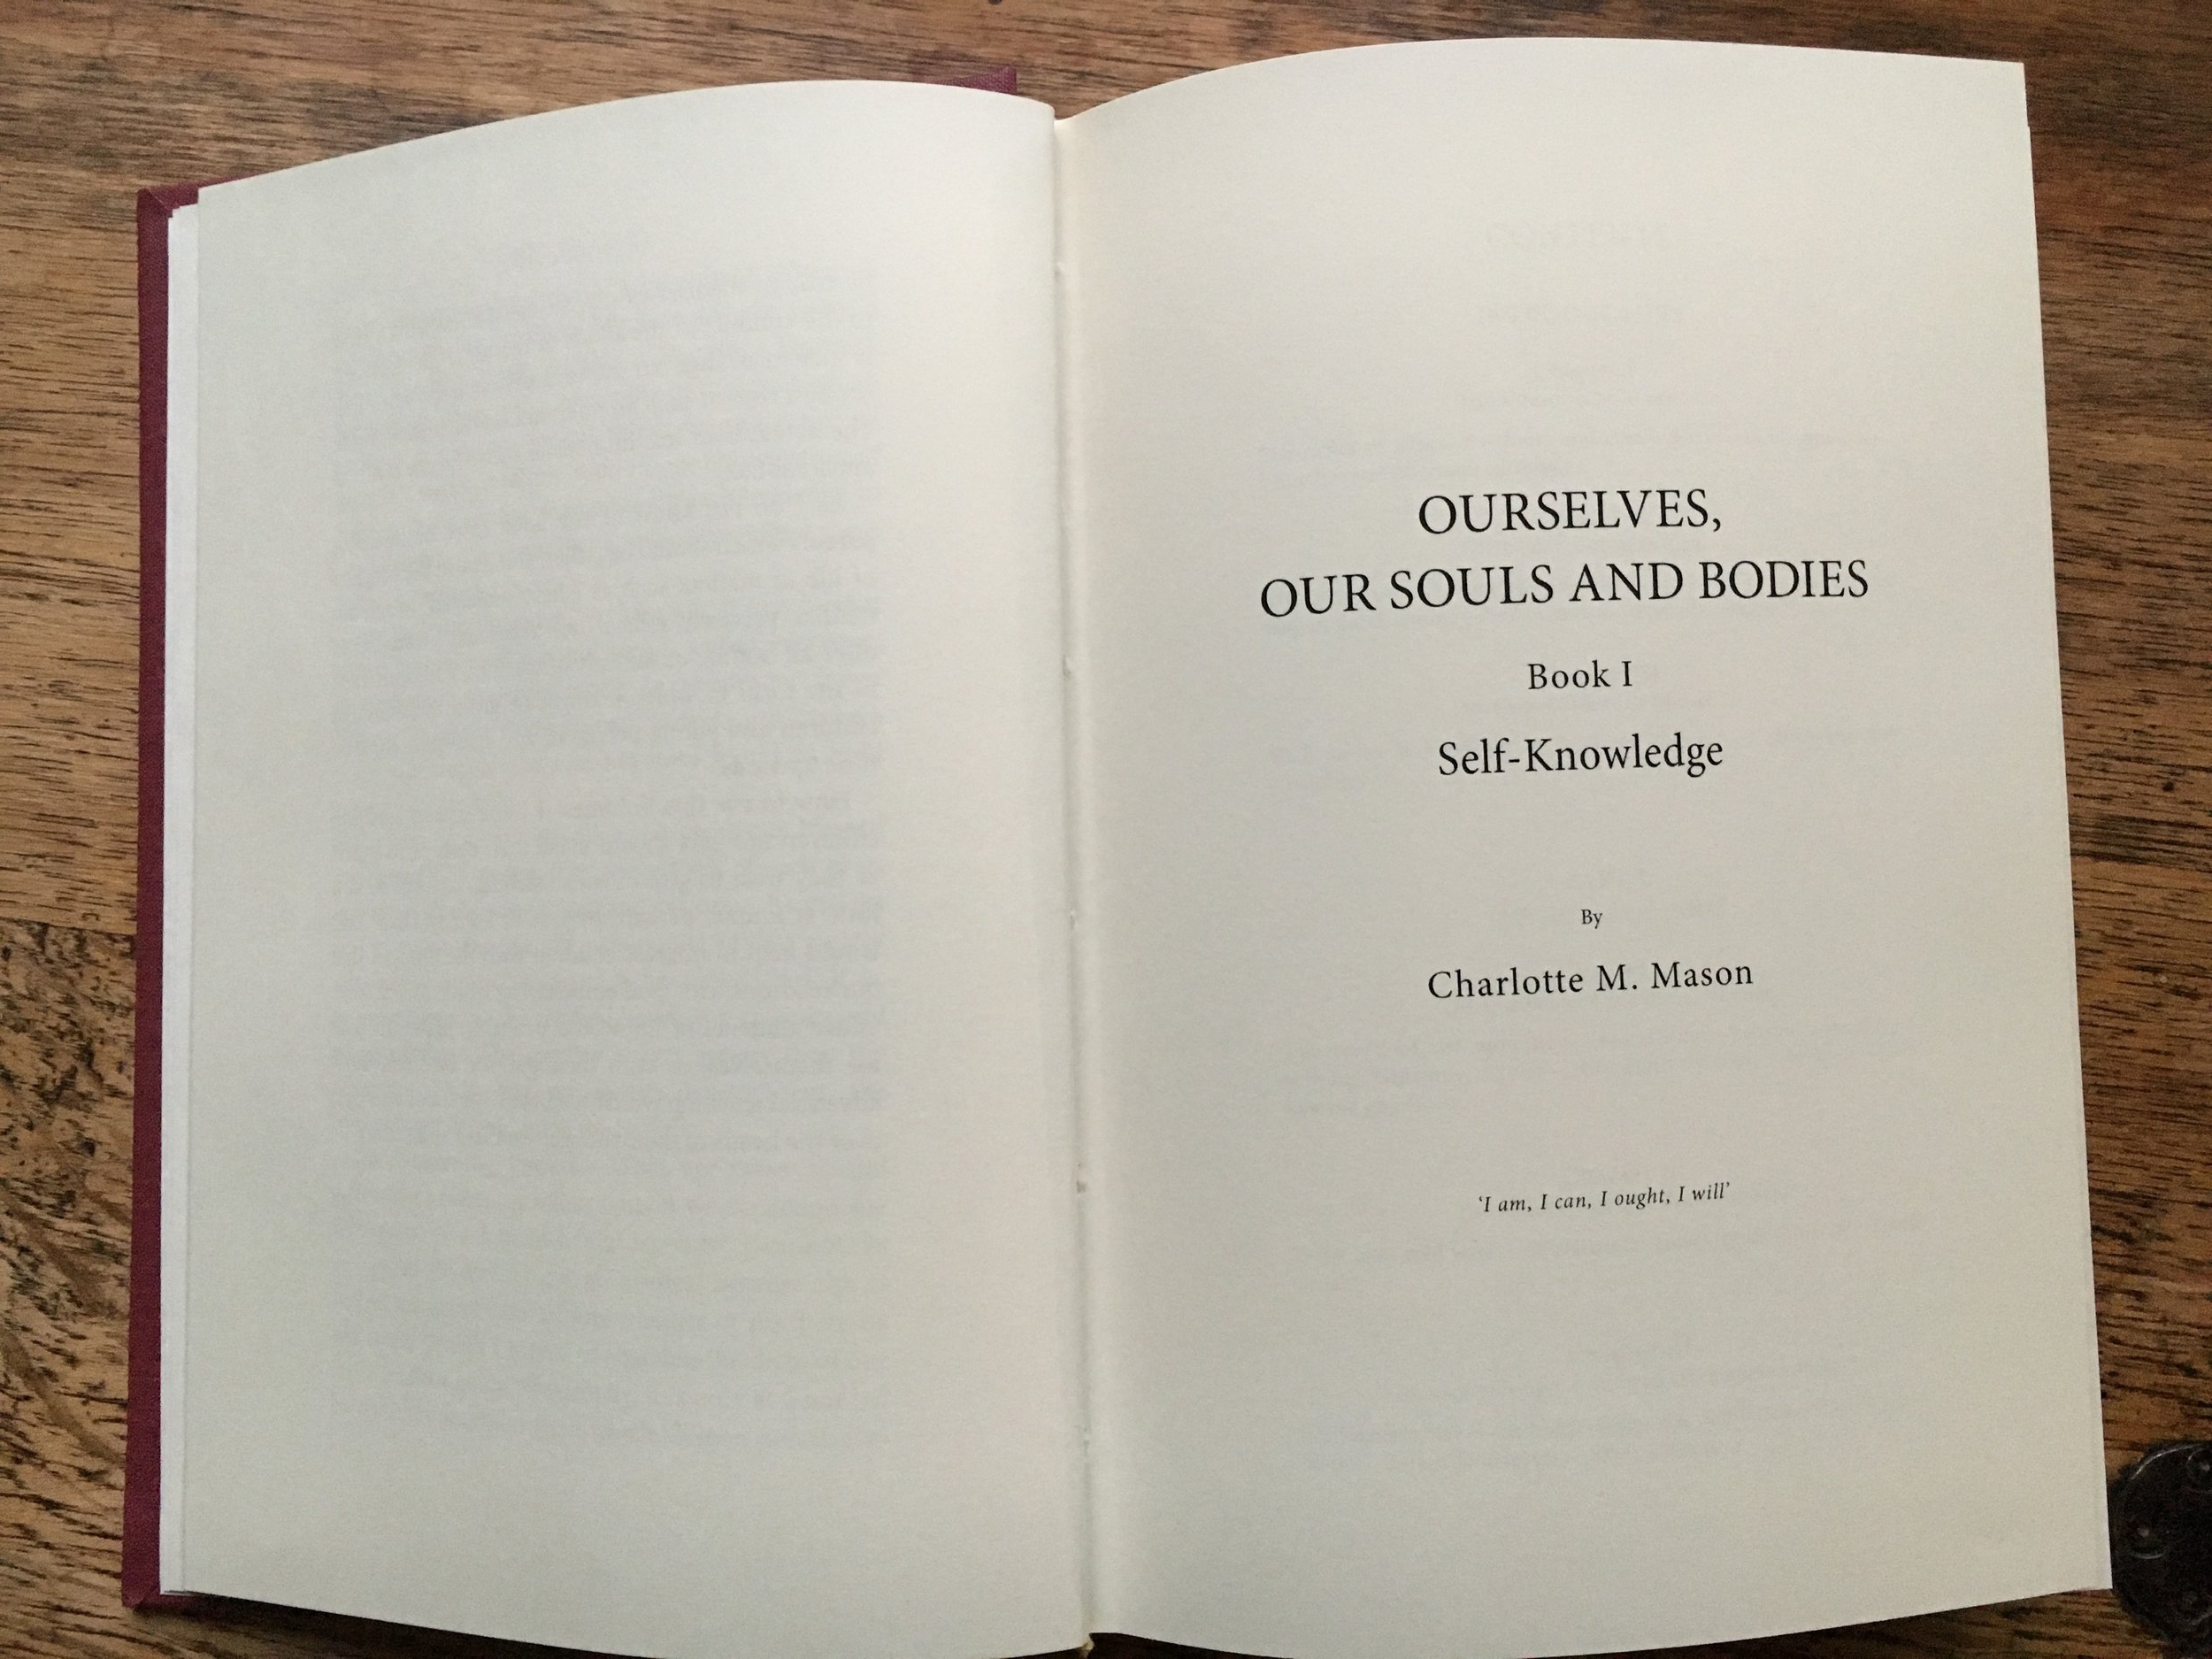 OURSELVES,
OUR SOULS AND BODIES
Book I
Self-Knowledge
By
Charlotte M. Mason
‘I am, I can, I ought, I will’